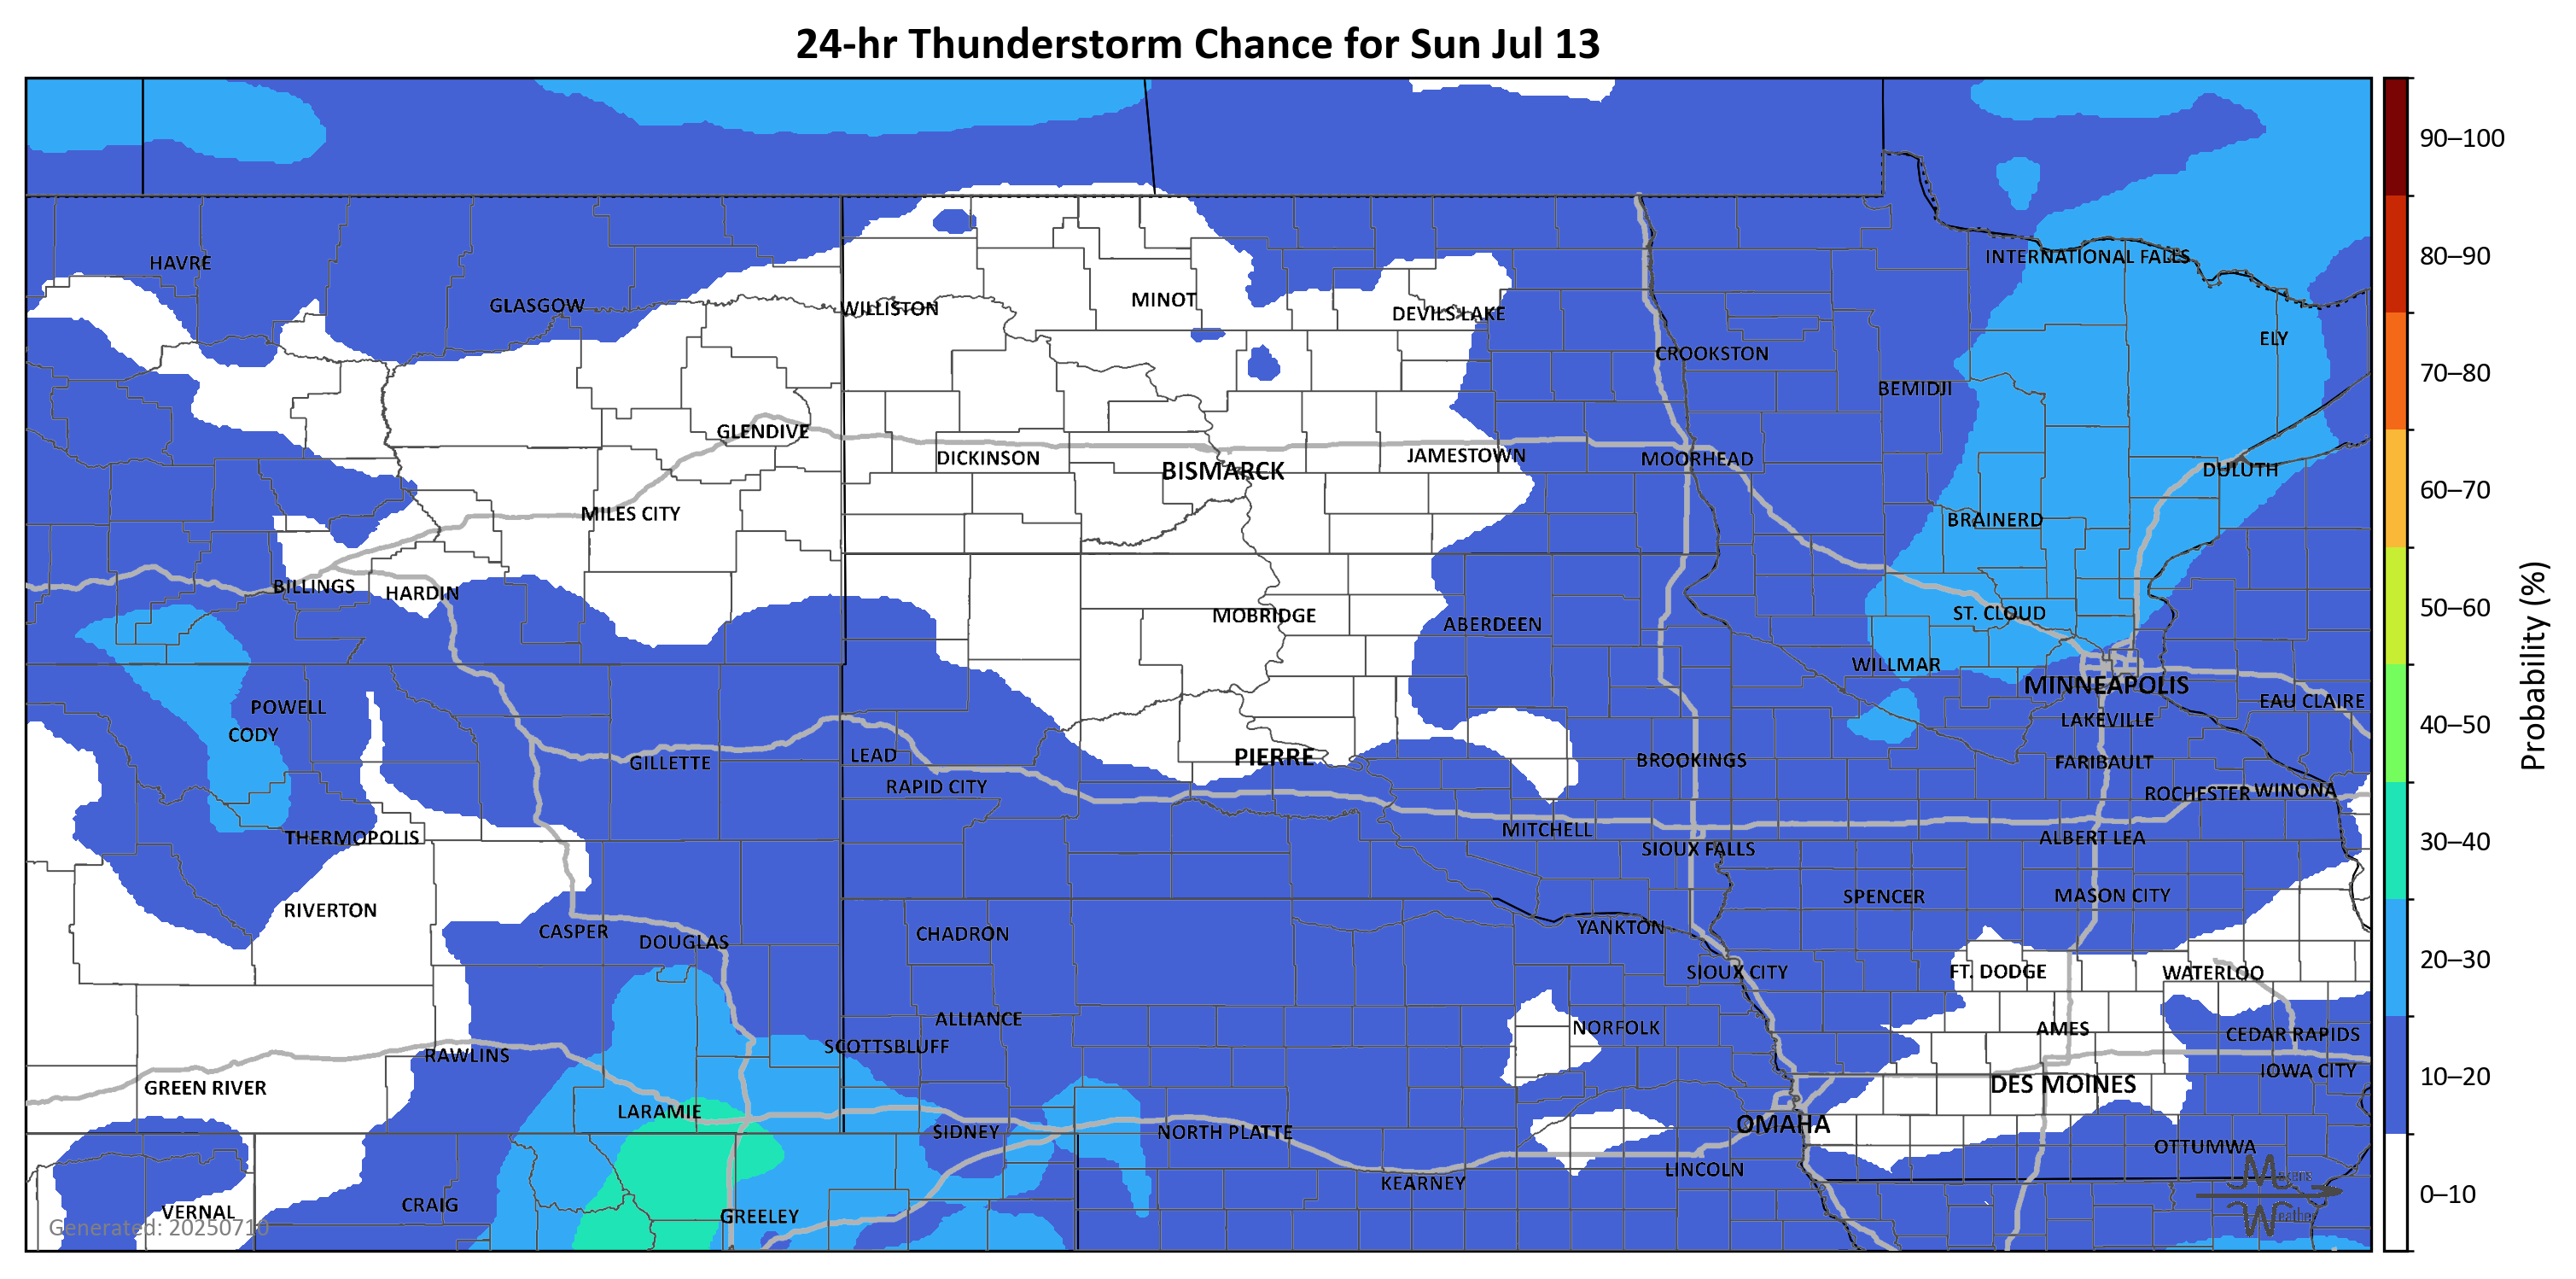 24-hr Thunderstorm Chance for Sun Jul 13
90–100
80–90
70–80
60–70
50–60
40–50
30–40
20–30
10–20
0–10
Probability (%)
HAVRE
GLASGOW
WILLISTON
MINOT
DEVILS LAKE
INTERNATIONAL FALLS
ELY
CROOKSTON
BEMIDJI
GLENDIVE
DICKINSON
BISMARCK
JAMESTOWN
MOORHEAD
DULUTH
MILES CITY
BRAINERD
BILLINGS
HARDIN
MOBRIDGE
ABERDEEN
ST. CLOUD
WILLMAR
MINNEAPOLIS
EAU CLAIRE
POWELL
CODY
LAKEVILLE
GILLETTE
LEAD
PIERRE
BROOKINGS
FARIBAULT
RAPID CITY
ROCHESTER
WINONA
THERMOPOLIS
MITCHELL
SIOUX FALLS
ALBERT LEA
RIVERTON
SPENCER
MASON CITY
CASPER
DOUGLAS
CHADRON
YANKTON
SIOUX CITY
FT. DODGE
WATERLOO
ALLIANCE
NORFOLK
AMES
CEDAR RAPIDS
RAWLINS
SCOTTSBLUFF
IOWA CITY
GREEN RIVER
DES MOINES
LARAMIE
SIDNEY
NORTH PLATTE
OMAHA
OTTUMWA
LINCOLN
KEARNEY
CRAIG
VERNAL
GREELEY
Generated: 20250710
Makens
Weather